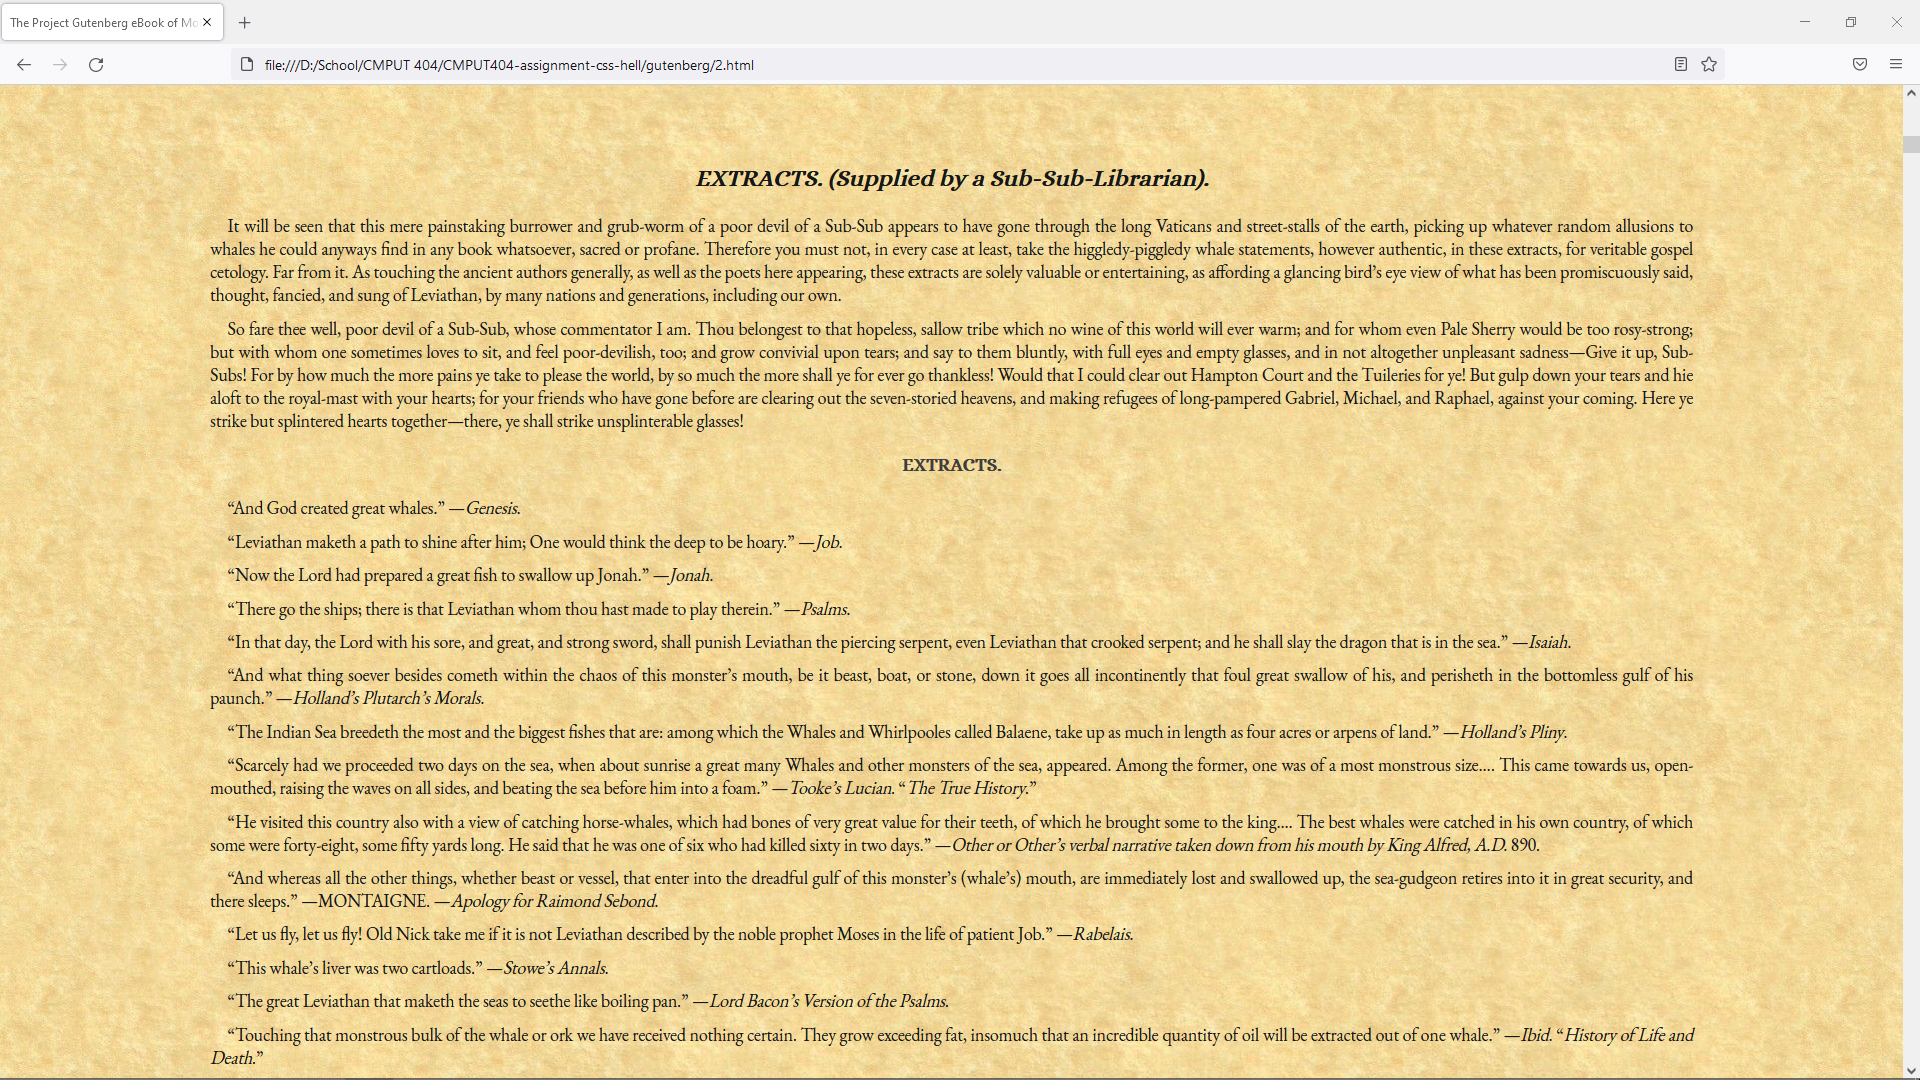 The Project Gutenberg eBook of Mo
file:///D:/School/CMPUT 404/CMPUT404-assignment-css-hell/gutenberg/2.html
EXTRACTS. (Supplied by a Sub-Sub-Librarian).
It will be seen that this mere painstaking burrower and grub-worm of a poor devil of a Sub-Sub appears to have gone through the long Vaticans and street-stalls of the earth, picking up whatever random allusions to
whales he could anyways find in any book whatsoever, sacred or profane. Therefore you must not, in every case at least, take the higgledy-piggledy whale statements, however authentic, in these extracts, for veritable gospel
cetology. Far from it. As touching the ancient authors generally, as well as the poets here appearing, these extracts are solely valuable or entertaining, as affording a glancing bird’s eye view of what has been promiscuously said,
thought, fancied, and sung of Leviathan, by many nations and generations, including our own.
So fare thee well, poor devil of a Sub-Sub, whose commentator I am. Thou belongest to that hopeless, sallow tribe which no wine of this world will ever warm; and for whom even Pale Sherry would be too rosy-strong;
but with whom one sometimes loves to sit, and feel poor-devilish, too; and grow convivial upon tears; and say to them bluntly, with full eyes and empty glasses, and in not altogether unpleasant sadness—Give it up, Sub-
Subs! For by how much the more pains ye take to please the world, by so much the more shall ye for ever go thankless! Would that I could clear out Hampton Court and the Tuileries for ye! But gulp down your tears and hie
aloft to the royal-mast with your hearts; for your friends who have gone before are clearing out the seven-storied heavens, and making refugees of long-pampered Gabriel, Michael, and Raphael, against your coming. Here ye
strike but splintered hearts together—there, ye shall strike unsplinterable glasses!
EXTRACTS.
“And God created great whales.” —Genesis.
“Leviathan maketh a path to shine after him; One would think the deep to be hoary.” —Job.
“Now the Lord had prepared a great fish to swallow up Jonah.” —Jonah.
“There go the ships; there is that Leviathan whom thou hast made to play therein.” —Psalms.
“In that day, the Lord with his sore, and great, and strong sword, shall punish Leviathan the piercing serpent, even Leviathan that crooked serpent; and he shall slay the dragon that is in the sea.” —Isaiah.
“And what thing soever besides cometh within the chaos of this monster’s mouth, be it beast, boat, or stone, down it goes all incontinently that foul great swallow of his, and perisheth in the bottomless gulf of his
paunch.” —Holland’s Plutarch’s Morals.
“The Indian Sea breedeth the most and the biggest fishes that are: among which the Whales and Whirlpooles called Balaene, take up as much in length as four acres or arpens of land.” —Holland’s Pliny.
“Scarcely had we proceeded two days on the sea, when about sunrise a great many Whales and other monsters of the sea, appeared. Among the former, one was of a most monstrous size.... This came towards us, open-
mouthed, raising the waves on all sides, and beating the sea before him into a foam.” —Tooke’s Lucian. “The True History.”
“He visited this country also with a view of catching horse-whales, which had bones of very great value for their teeth, of which he brought some to the king.... The best whales were catched in his own country, of which
some were forty-eight, some fifty yards long. He said that he was one of six who had killed sixty in two days.” —Other or Other’s verbal narrative taken down from his mouth by King Alfred, A.D. 890.
“And whereas all the other things, whether beast or vessel, that enter into the dreadful gulf of this monster’s (whale’s) mouth, are immediately lost and swallowed up, the sea-gudgeon retires into it in great security, and
there sleeps.” —MONTAIGNE. —Apology for Raimond Sebond.
“Let us fly, let us fly! Old Nick take me if it is not Leviathan described by the noble prophet Moses in the life of patient Job.” —Rabelais.
“This whale’s liver was two cartloads.” —Stowe’s Annals.
“The great Leviathan that maketh the seas to seethe like boiling pan.” —Lord Bacon’s Version of the Psalms.
“Touching that monstrous bulk of the whale or ork we have received nothing certain. They grow exceeding fat, insomuch that an incredible quantity of oil will be extracted out of one whale.” —Ibid. “History of Life and
Death.”